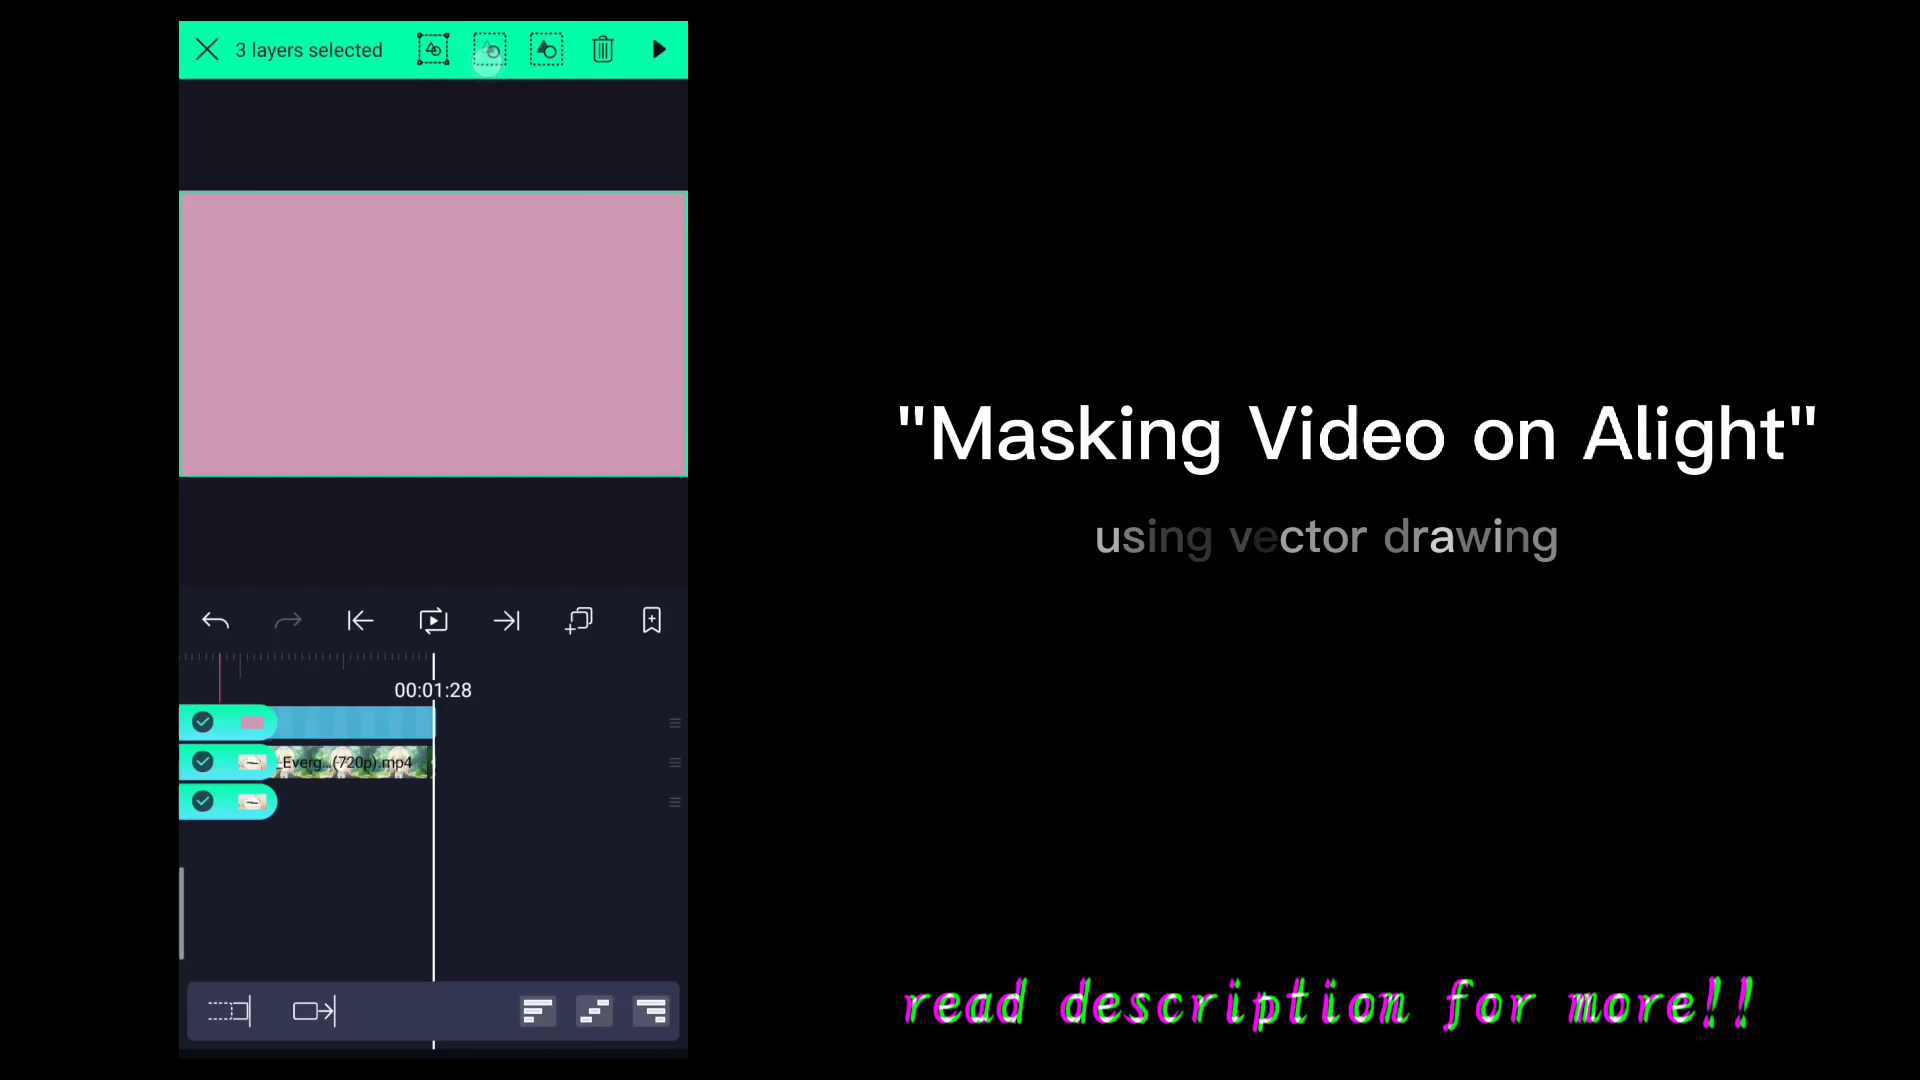 3 layers selected
"Masking Video on Alight"
using vector drawing
00:01:28
_Everg...(720p).mp4
read description for more!!